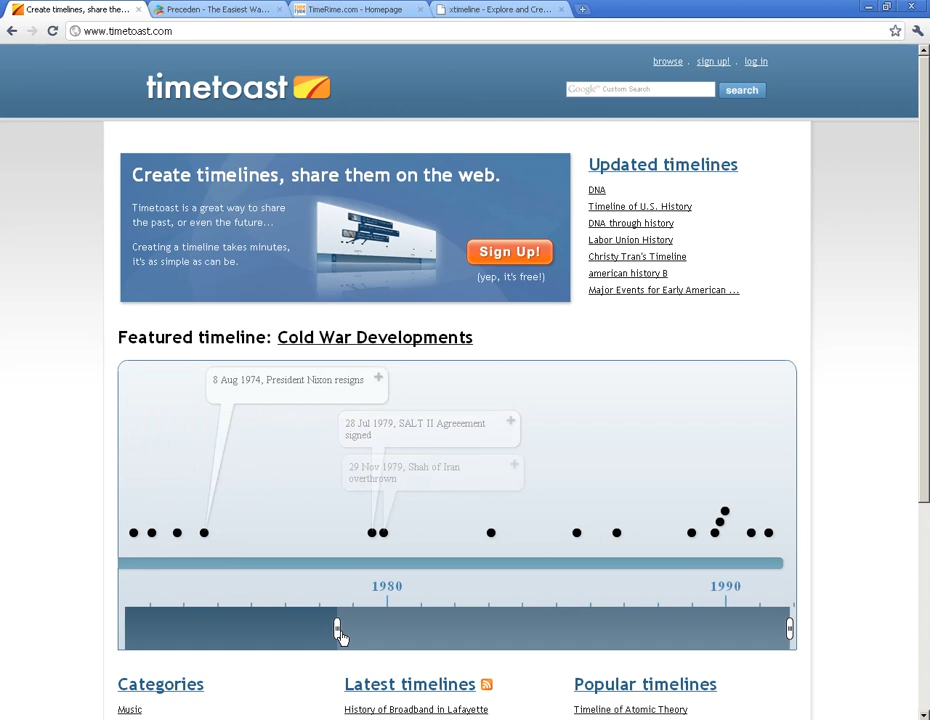 Create timelines, share the...
Preceden - The Easiest Wa...
TimeRime.com - Homepage
xtimeline - Explore and Cre...
www.timetoast.com
browse . sign up! . log in
timetoast
Google™ Custom Search
search
Create timelines, share them on the web.
Timetoast is a great way to share
the past, or even the future...
Creating a timeline takes minutes,
it's as simple as can be.
Sign Up!
(yep, it's free!)
Updated timelines
DNA
Timeline of U.S. History
DNA through history
Labor Union History
Christy Tran's Timeline
american history B
Major Events for Early American ...
Featured timeline: Cold War Developments
8 Aug 1974, President Nixon resigns
28 Jul 1979, SALT II Agreeement
signed
29 Nov 1979, Shah of Iran
overthrown
1980
1990
Categories
Music
Latest timelines
History of Broadband in Lafayette
Popular timelines
Timeline of Atomic Theory